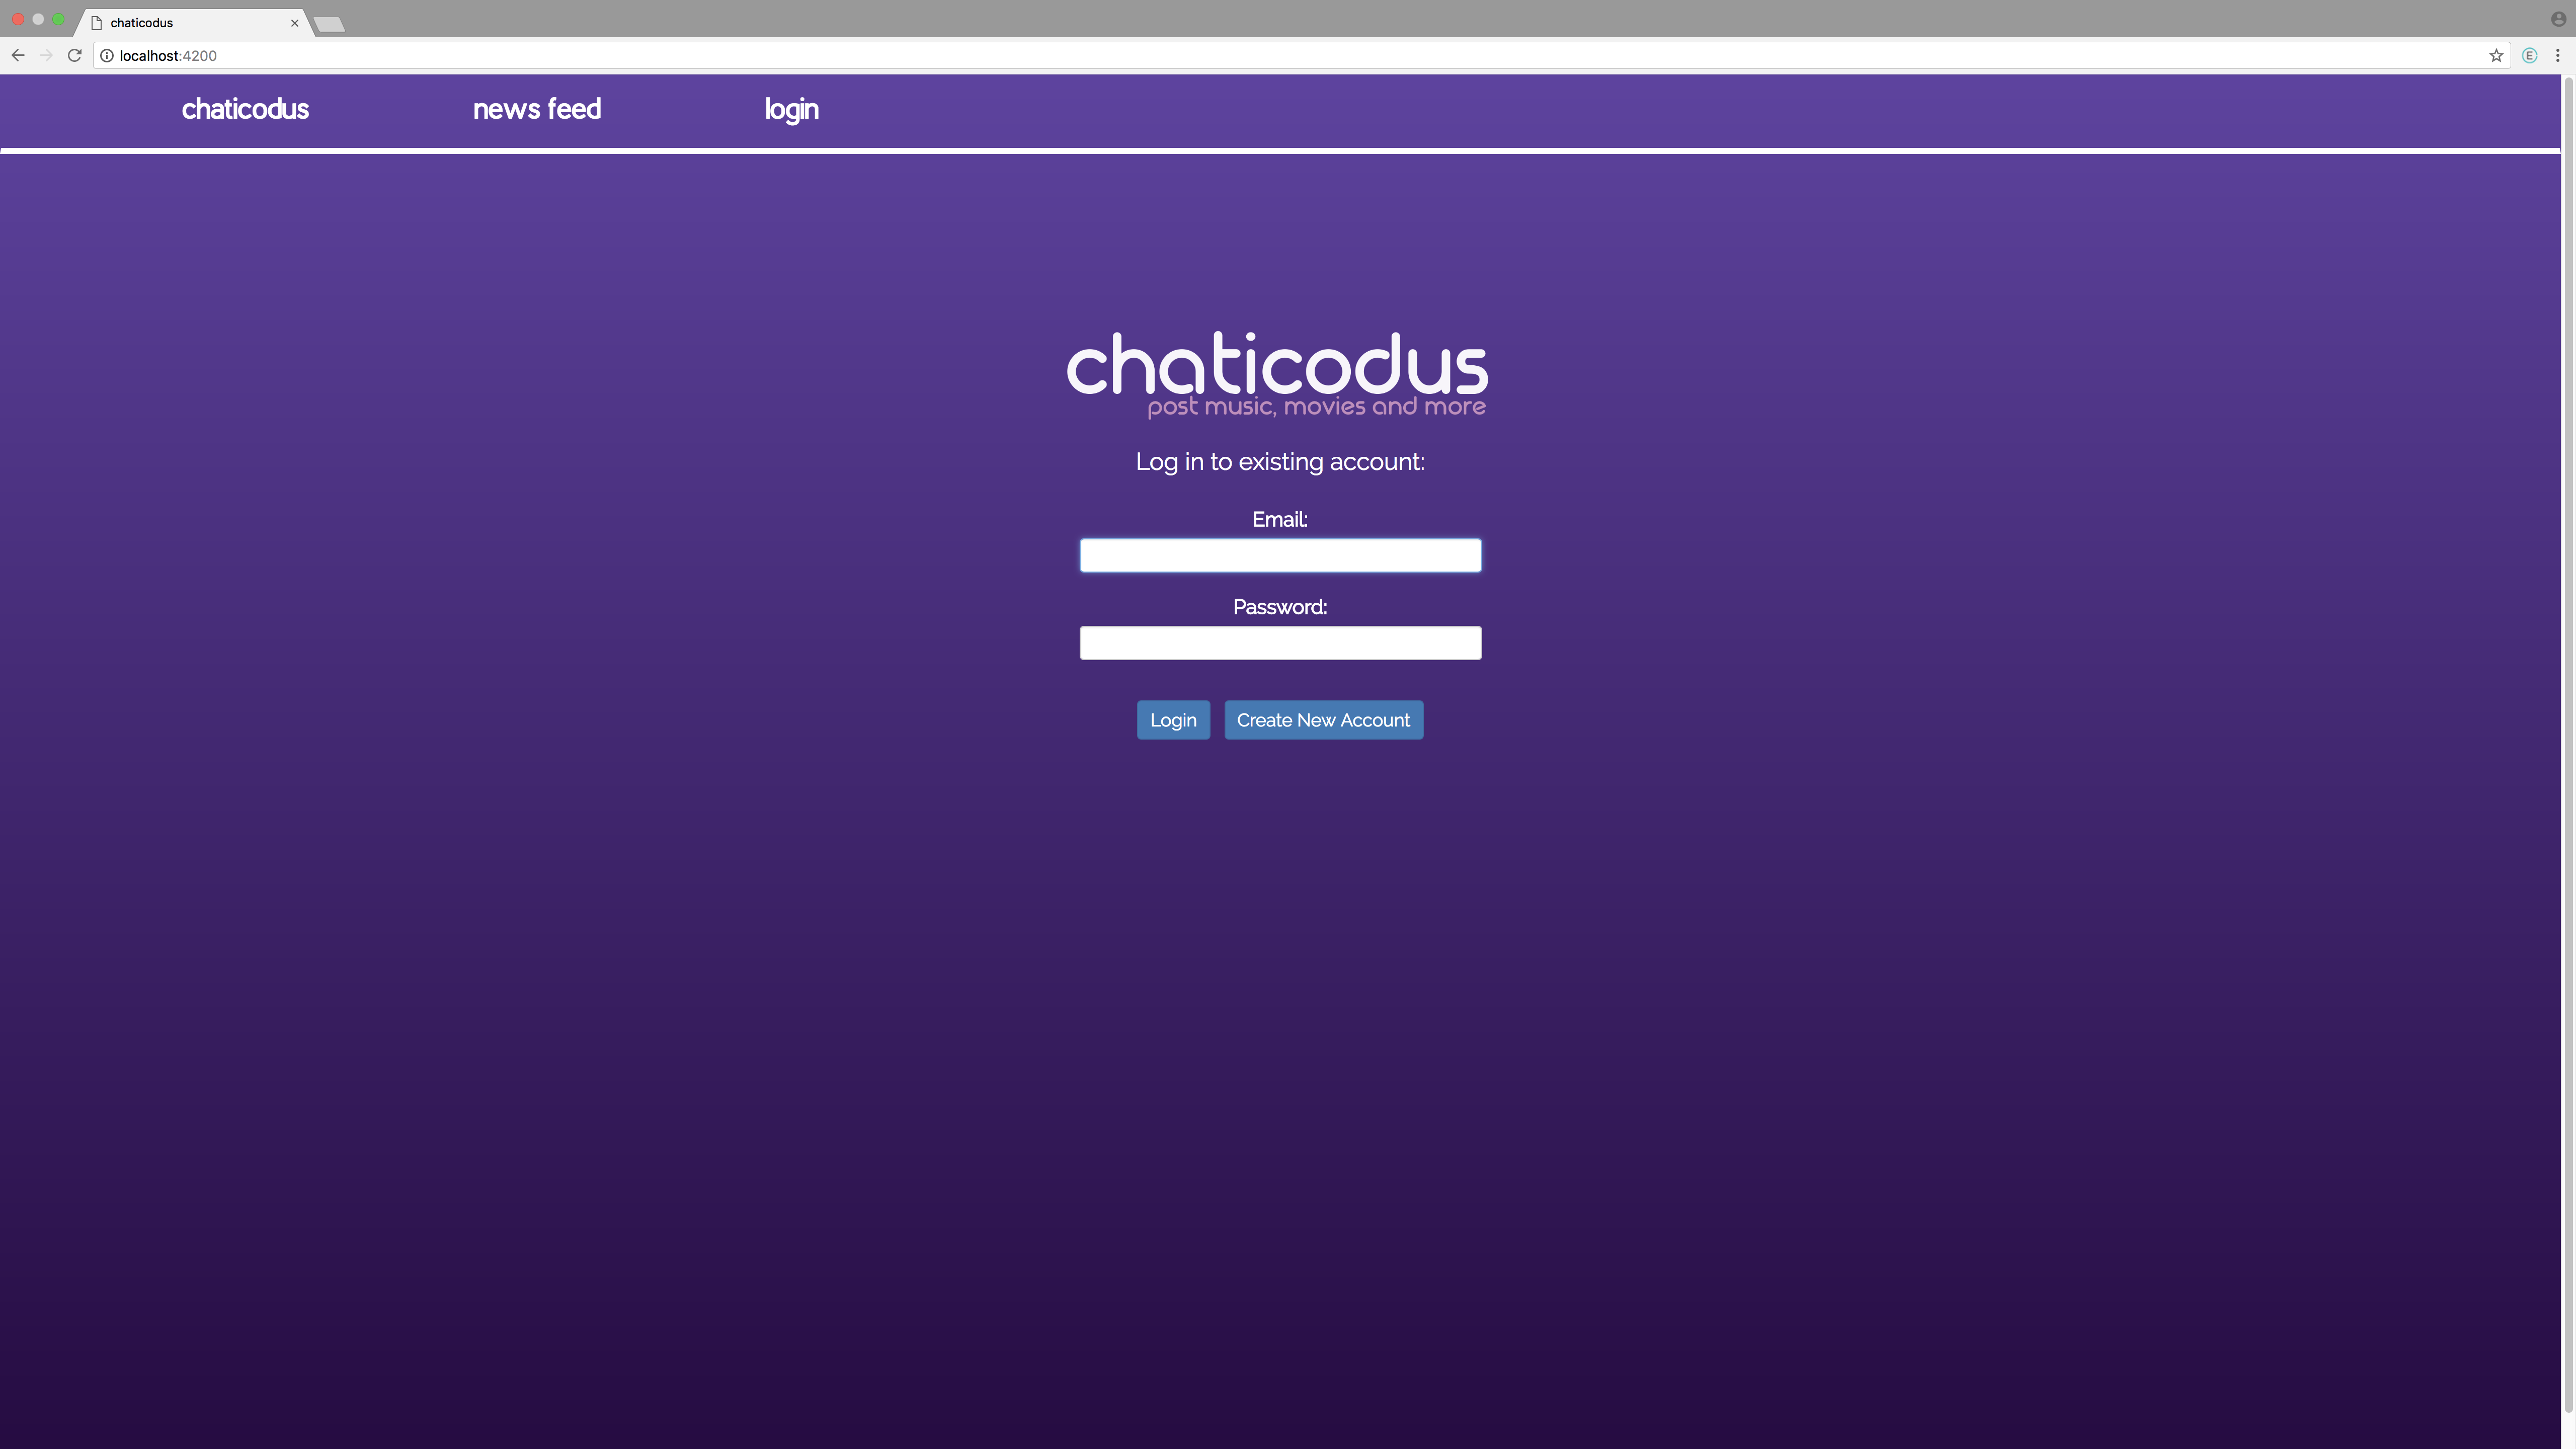 chaticodus
localhost:4200
chaticodus news feed login
chaticodus
post music, movies and more
Log in to existing account:
Email:
Password:
Login Create New Account